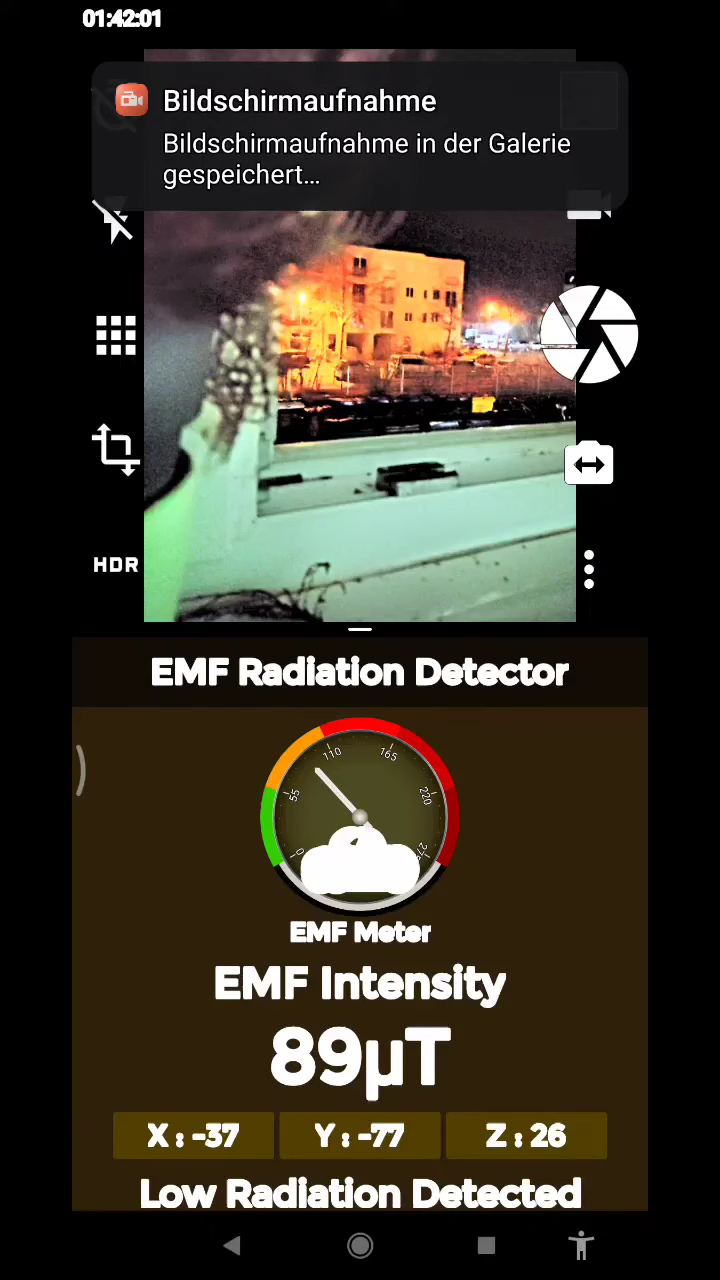 01:42:01
Bildschirmaufnahme
Bildschirmaufnahme in der Galerie
gespeichert...
HDR
EMF Radiation Detector
0
55
110
165
220
EMF Meter
EMF Intensity
89µT
X : -37
Y : -77
Z : 26
Low Radiation Detected